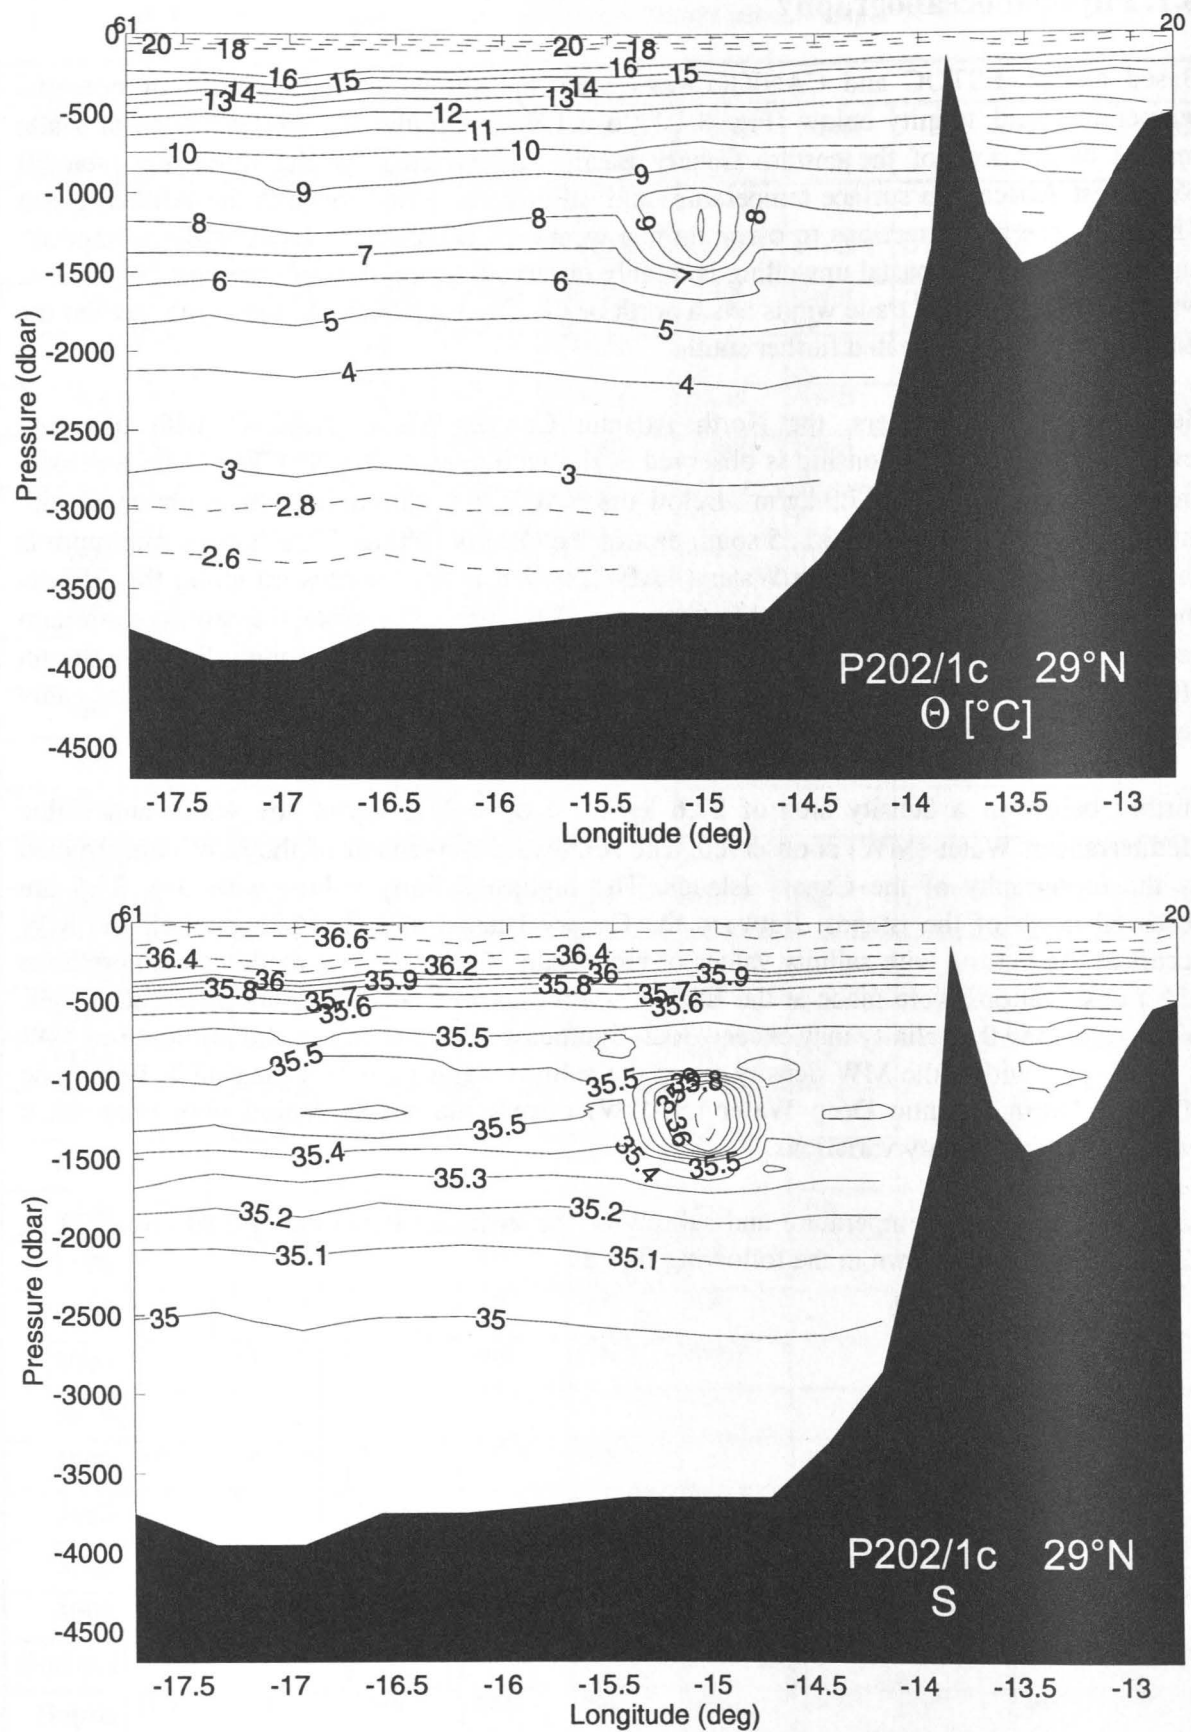 61 20
0
20 18 20 18
16 15 16 15
14 14
13 13
-500 12
11
10 10
9 9
-1000
8 8 9 8
7
-1500
6 6 7
5 5
-2000
4 4
-2500
3 3
-3000 2.8
2.6
-3500
-4000
-4500
Pressure (dbar)
P202/1c 29°N
Θ [°C]
-17.5 -17 -16.5 -16 -15.5 -15 -14.5 -14 -13.5 -13
Longitude (deg)
61 20
0
36.6
36.4 36.4
36 36.2 36
35.9 35.9
35.8 35.8
35.7 35.7
-500
35.6 35.6
35.5
35.5
-1000 35.5 35.8
36
35.5
35.4 35.4 35.5
-1500
35.3
35.2 35.2
-2000
35.1 35.1
-2500 35 35
-3000
-3500
-4000
-4500
Pressure (dbar)
P202/1c 29°N
S
-17.5 -17 -16.5 -16 -15.5 -15 -14.5 -14 -13.5 -13
Longitude (deg)